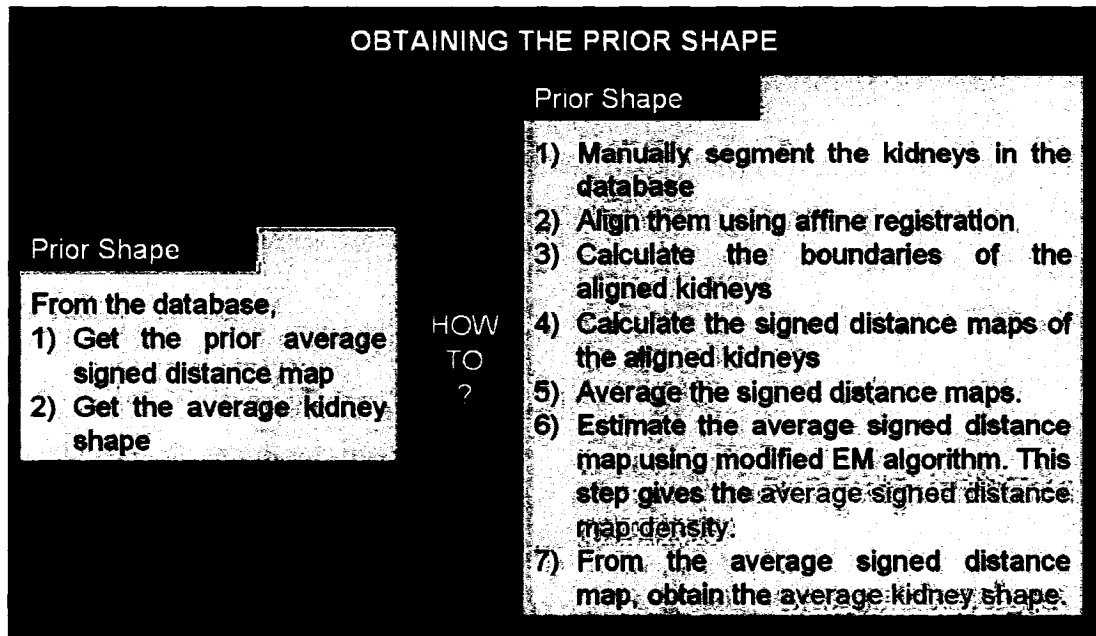 OBTAINING THE PRIOR SHAPE
Prior Shape
From the database,
1) Get the prior average
signed distance map
2) Get the average kidney
shape
HOW
TO
?
Prior Shape
1) Manually segment the kidneys in the
database
2) Align them using affine registration
3) Calculate the boundaries of the
aligned kidneys
4) Calculate the signed distance maps of
the aligned kidneys
5) Average the signed distance maps.
6) Estimate the average signed distance
map using modified EM algorithm. This
step gives the average signed distance
map density.
7) From the average signed distance
map, obtain the average kidney shape.